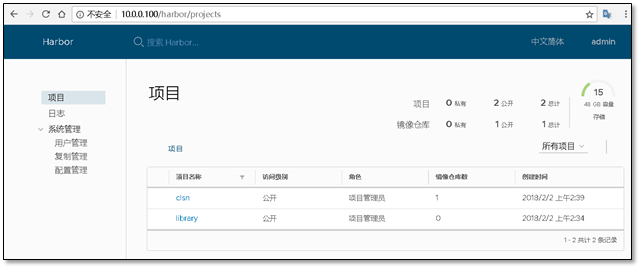 不安全 10.0.0.100/harbor/projects
Harbor 搜索 Harbor... 中文简体 admin
项目
日志
系统管理
用户管理
复制管理
配置管理
项目
项目 0 私有 2 公开 2 总计
镜像仓库 0 私有 1 公开 1 总计
15
48 GB 容量
存储
项目 所有项目
项目名称 访问级别 角色 镜像仓库数 创建时间
clsn 公开 项目管理员 1 2018/2/2 上午2:39
library 公开 项目管理员 0 2018/2/2 上午2:34
1 - 2 共计 2 条记录